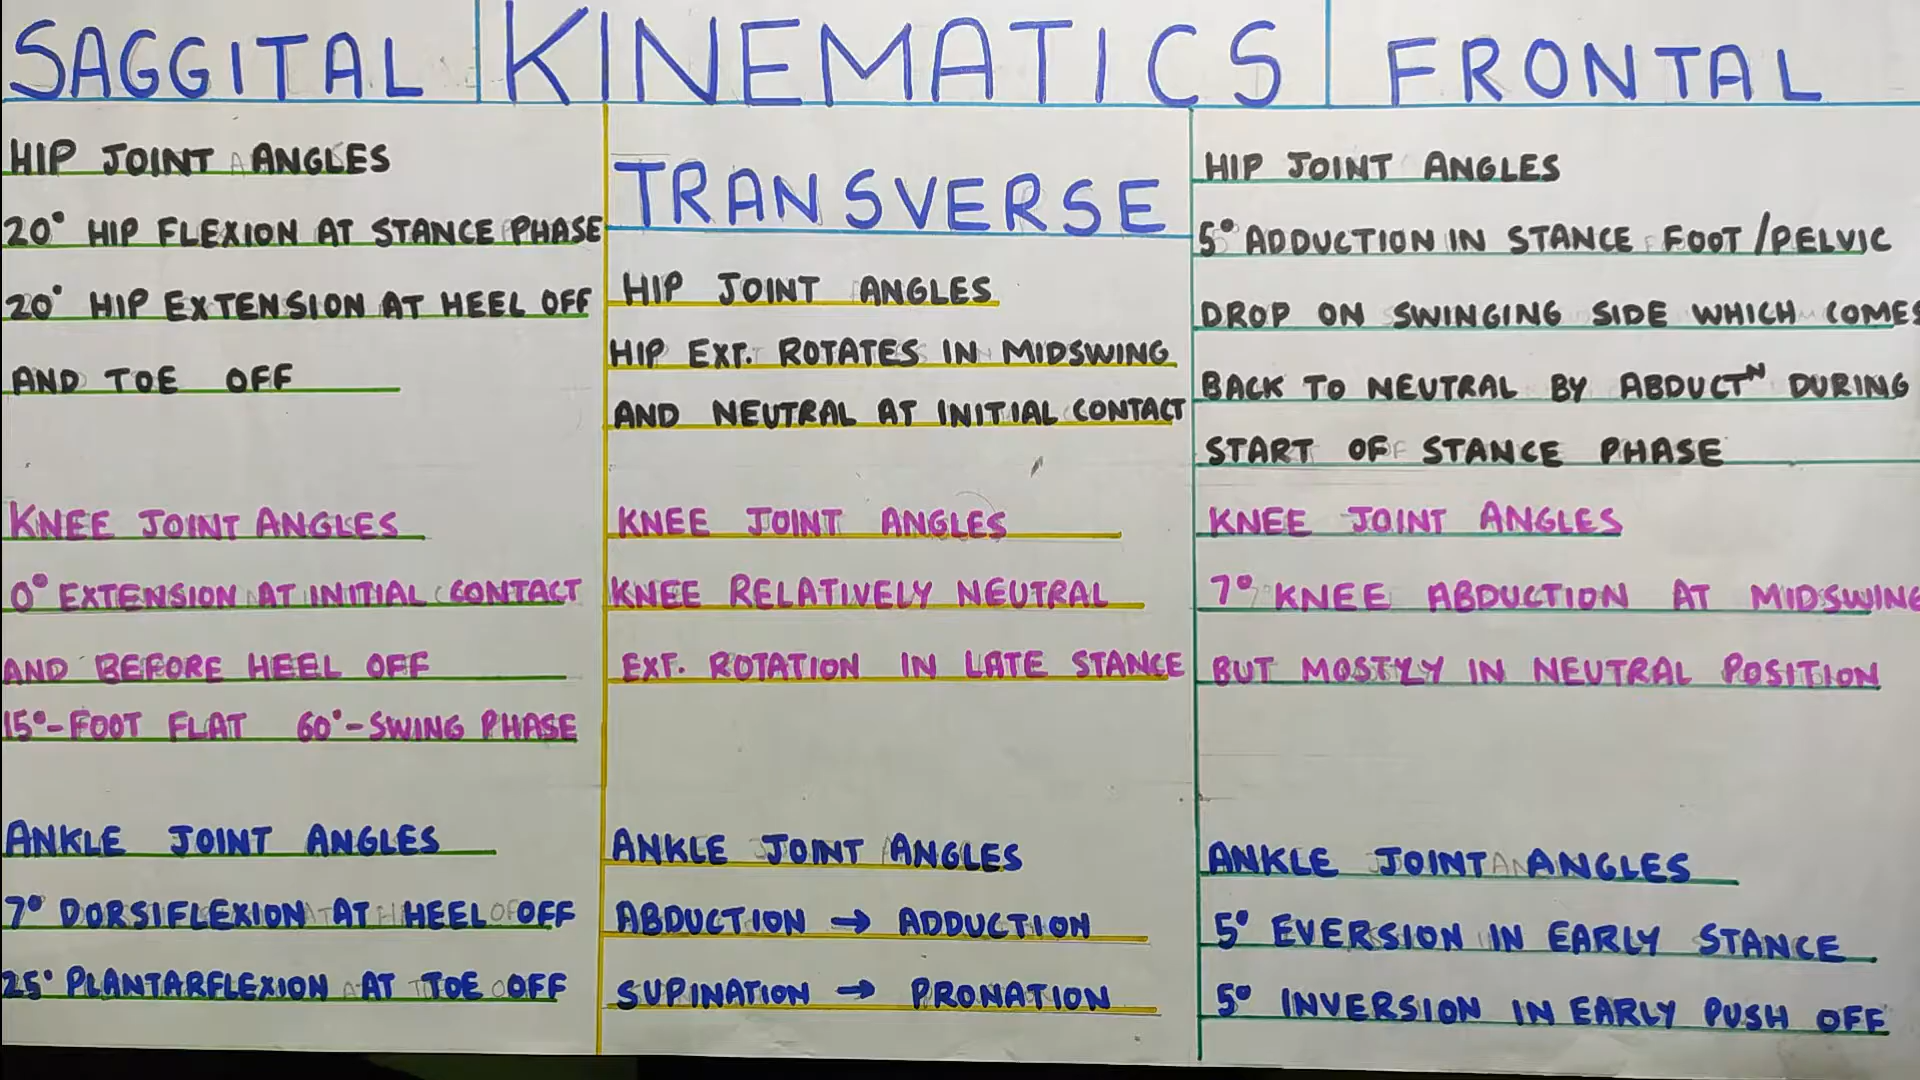 SAGGITAL KINEMATICS FRONTAL
HIP JOINT ANGLES
20° HIP FLEXION AT STANCE PHASE
20° HIP EXTENSION AT HEEL OFF
AND TOE OFF
KNEE JOINT ANGLES
0° EXTENSION AT INITIAL CONTACT
AND BEFORE HEEL OFF
15°-FOOT FLAT 60°-SWING PHASE
ANKLE JOINT ANGLES
7° DORSIFLEXION AT HEEL OFF
25° PLANTARFLEXION AT TOE OFF
TRANSVERSE
HIP JOINT ANGLES
HIP EXT. ROTATES IN MIDSWING
AND NEUTRAL AT INITIAL CONTACT
KNEE JOINT ANGLES
KNEE RELATIVELY NEUTRAL
EXT. ROTATION IN LATE STANCE
ANKLE JOINT ANGLES
ABDUCTION → ADDUCTION
SUPINATION → PRONATION
HIP JOINT ANGLES
5° ADDUCTION IN STANCE FOOT/PELVIC
DROP ON SWINGING SIDE WHICH COMES
BACK TO NEUTRAL BY ABDUCTᴺ DURING
START OF STANCE PHASE
KNEE JOINT ANGLES
7° KNEE ABDUCTION AT MIDSWING
BUT MOSTLY IN NEUTRAL POSITION
ANKLE JOINT ANGLES
5° EVERSION IN EARLY STANCE
5° INVERSION IN EARLY PUSH OFF